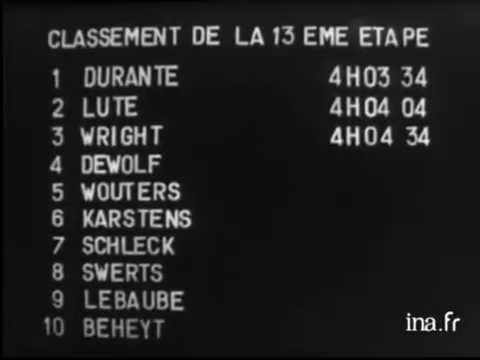 CLASSEMENT DE LA 13 EME ETAPE
1 DURANTE 4H03 34
2 LUTE 4H04 04
3 WRIGHT 4H04 34
4 DEWOLF
5 WOUTERS
6 KARSTENS
7 SCHLECK
8 SWERTS
9 LEBAUBE
10 BEHEYT
ina.fr